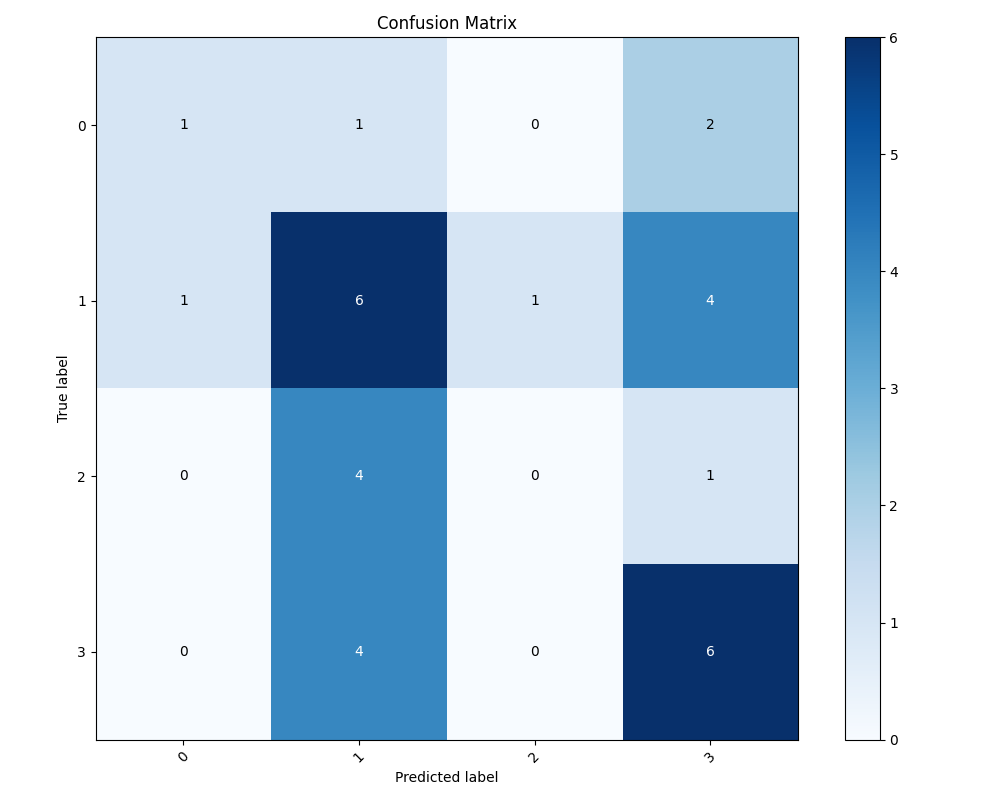 Confusion Matrix
0 1 1 0 2
1 1 6 1 4
2 0 4 0 1
3 0 4 0 6
True label
0 1 2 3
Predicted label
6
5
4
3
2
1
0